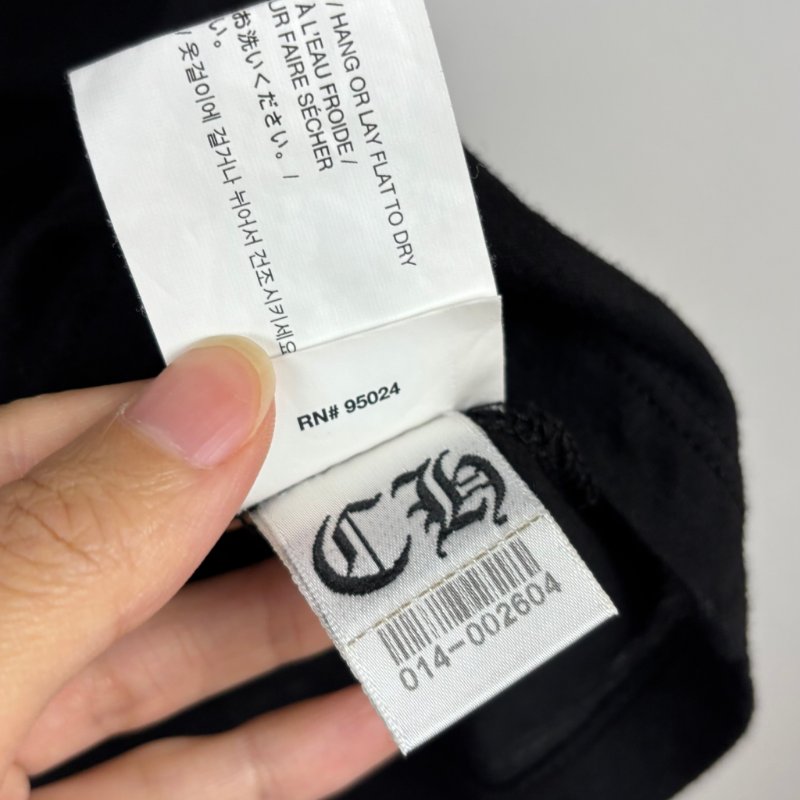 / HANG OR LAY FLAT TO DRY
À L'EAU FROIDE /
UR FAIRE SÉCHER
お洗いください。 /
い。
/ 옷걸이에 걸거나 뉘어서 건조시키세요
RN# 95024
CH
014-002604